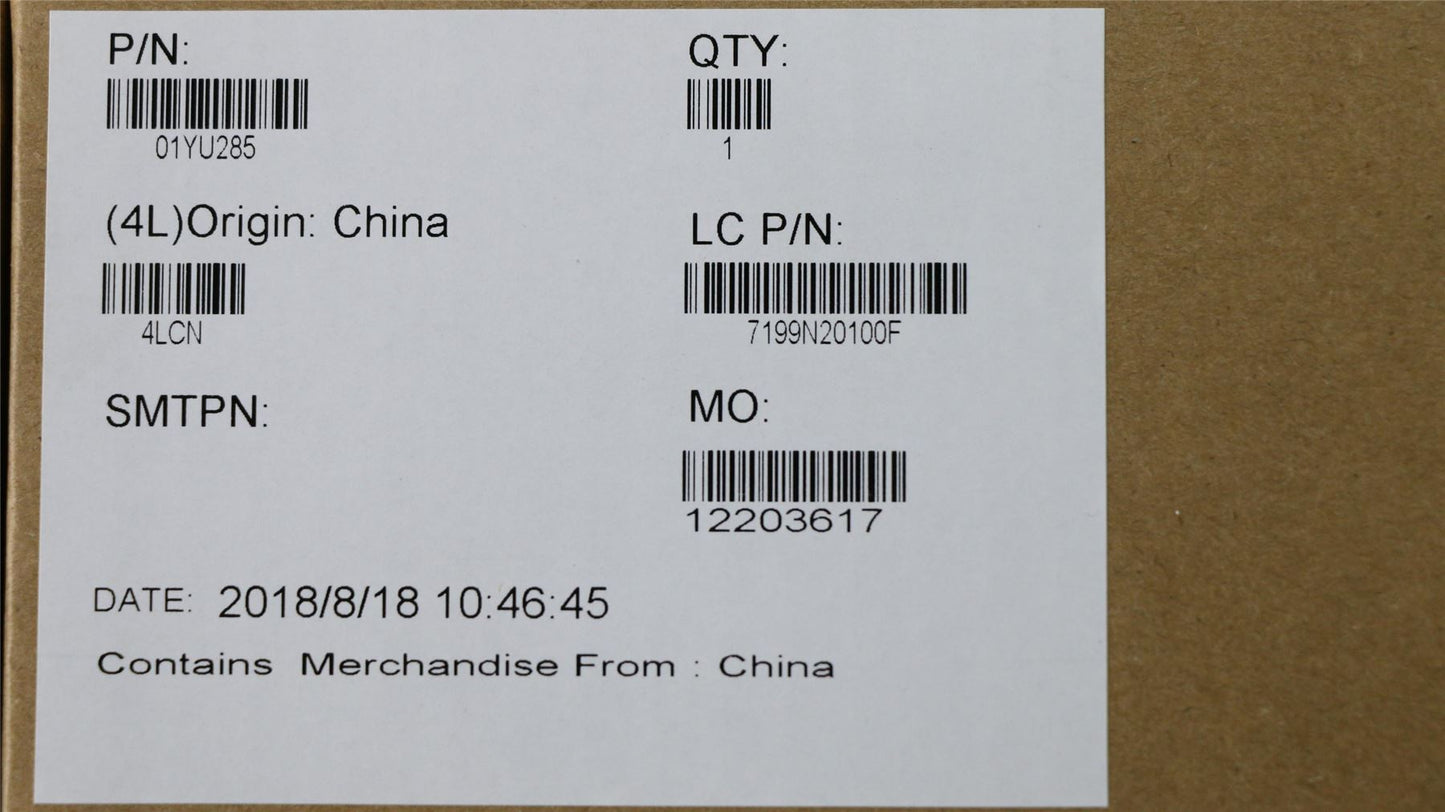 P/N:
01YU285
QTY:
1
(4L)Origin: China
4LCN
LC P/N:
7199N20100F
SMTPN:
MO:
12203617
DATE: 2018/8/18 10:46:45
Contains Merchandise From : China